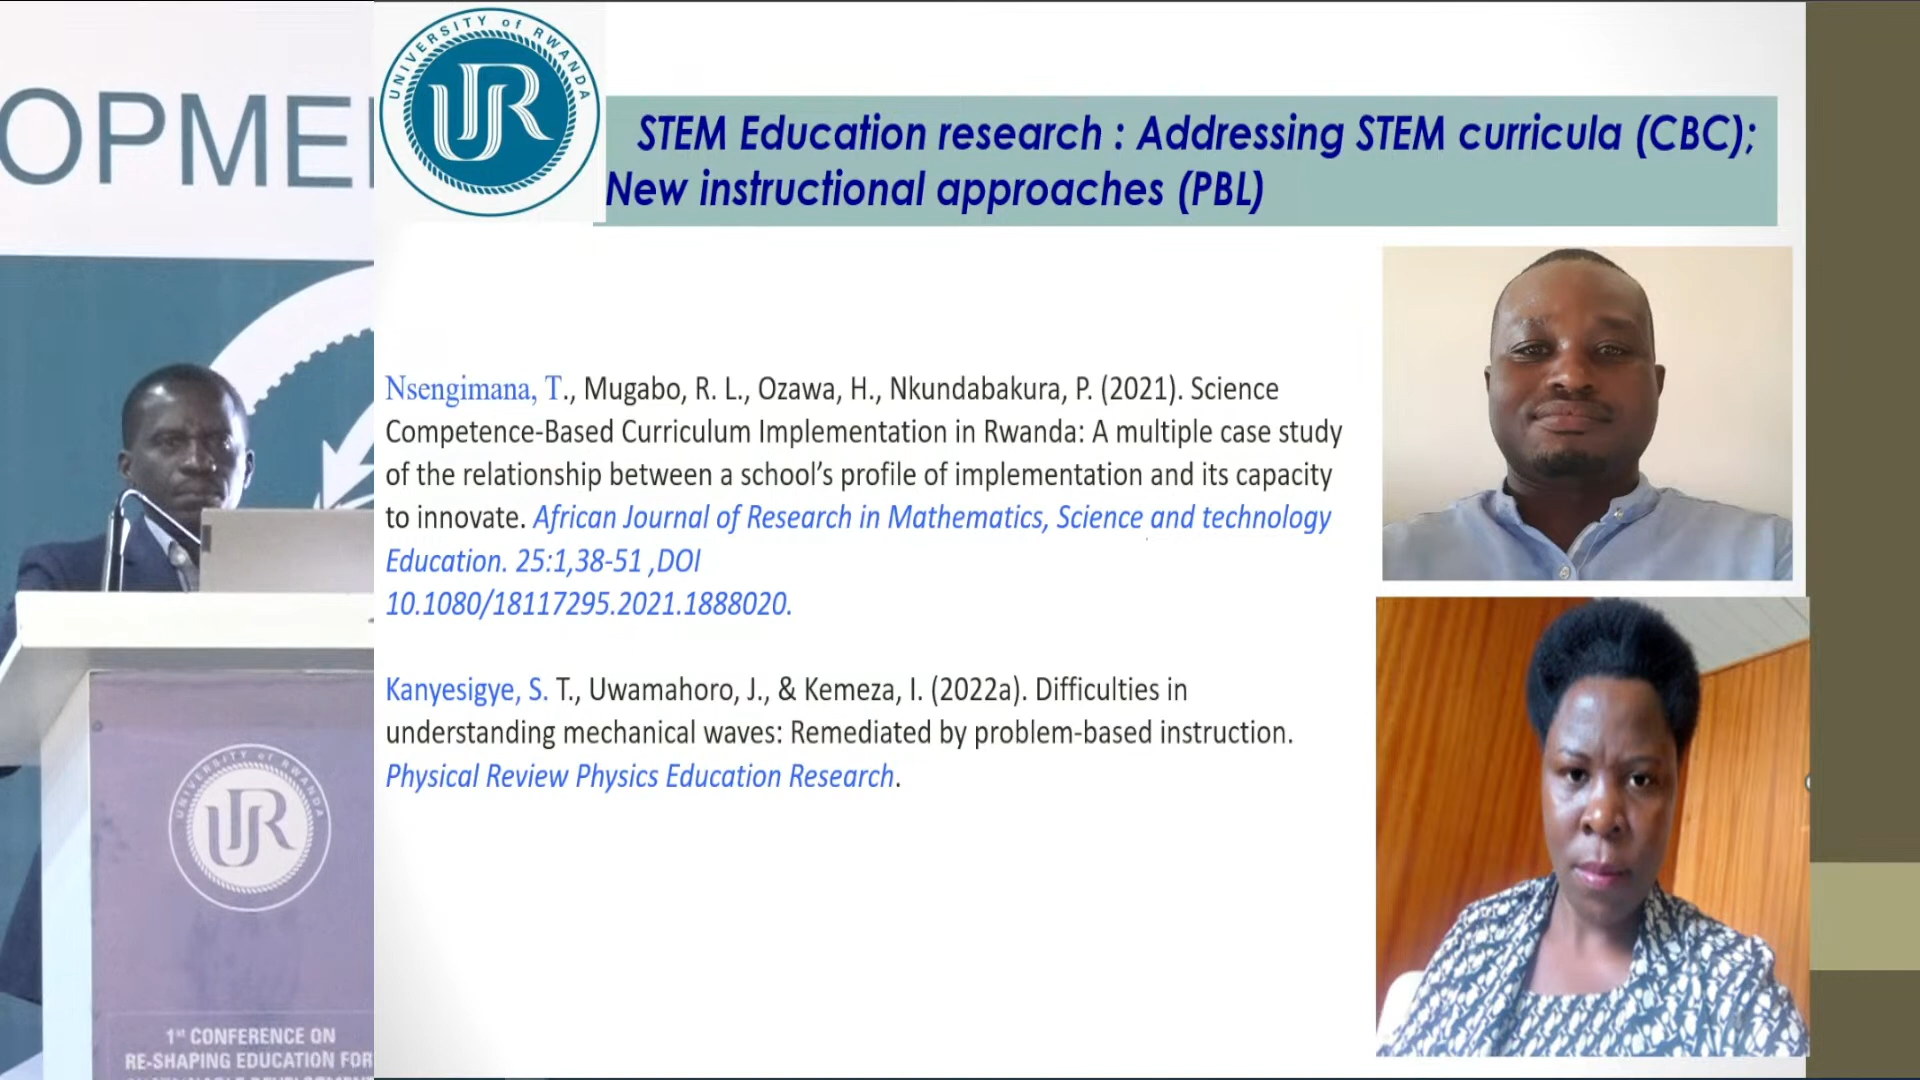 OPME
UNIVERSITY of RWANDA
UR
STEM Education research : Addressing STEM curricula (CBC);
New instructional approaches (PBL)
Nsengimana, T., Mugabo, R. L., Ozawa, H., Nkundabakura, P. (2021). Science
Competence-Based Curriculum Implementation in Rwanda: A multiple case study
of the relationship between a school’s profile of implementation and its capacity
to innovate. African Journal of Research in Mathematics, Science and technology
Education. 25:1,38-51 ,DOI
10.1080/18117295.2021.1888020.
Kanyesigye, S. T., Uwamahoro, J., & Kemeza, I. (2022a). Difficulties in
understanding mechanical waves: Remediated by problem-based instruction.
Physical Review Physics Education Research.
UNIVERSITY of RWANDA
UR
1st CONFERENCE ON
RE-SHAPING EDUCATION FOR